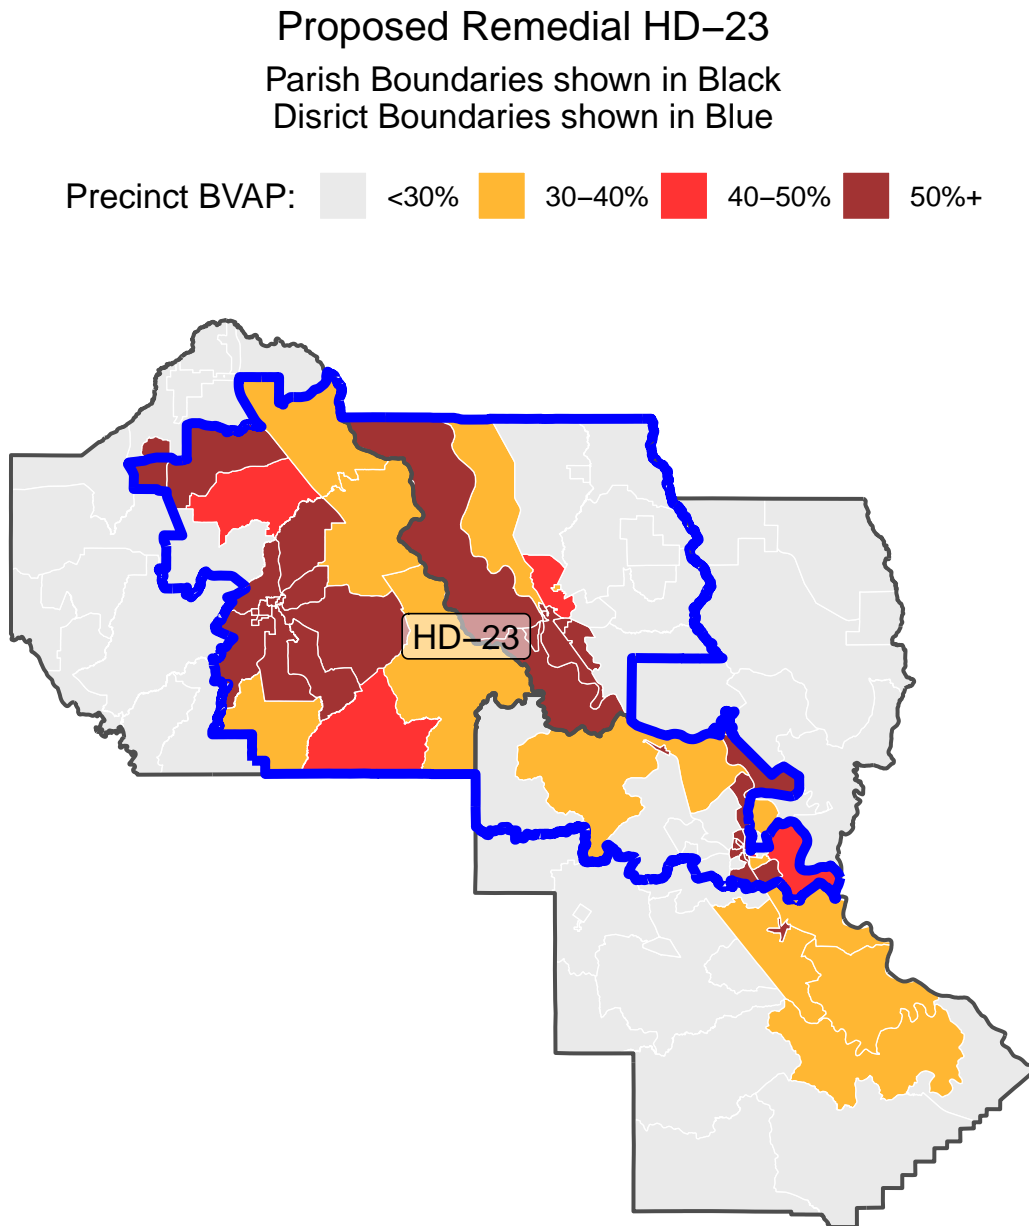 Proposed Remedial HD–23
Parish Boundaries shown in Black
Disrict Boundaries shown in Blue
Precinct BVAP: <30% 30–40% 40–50% 50%+
HD–23